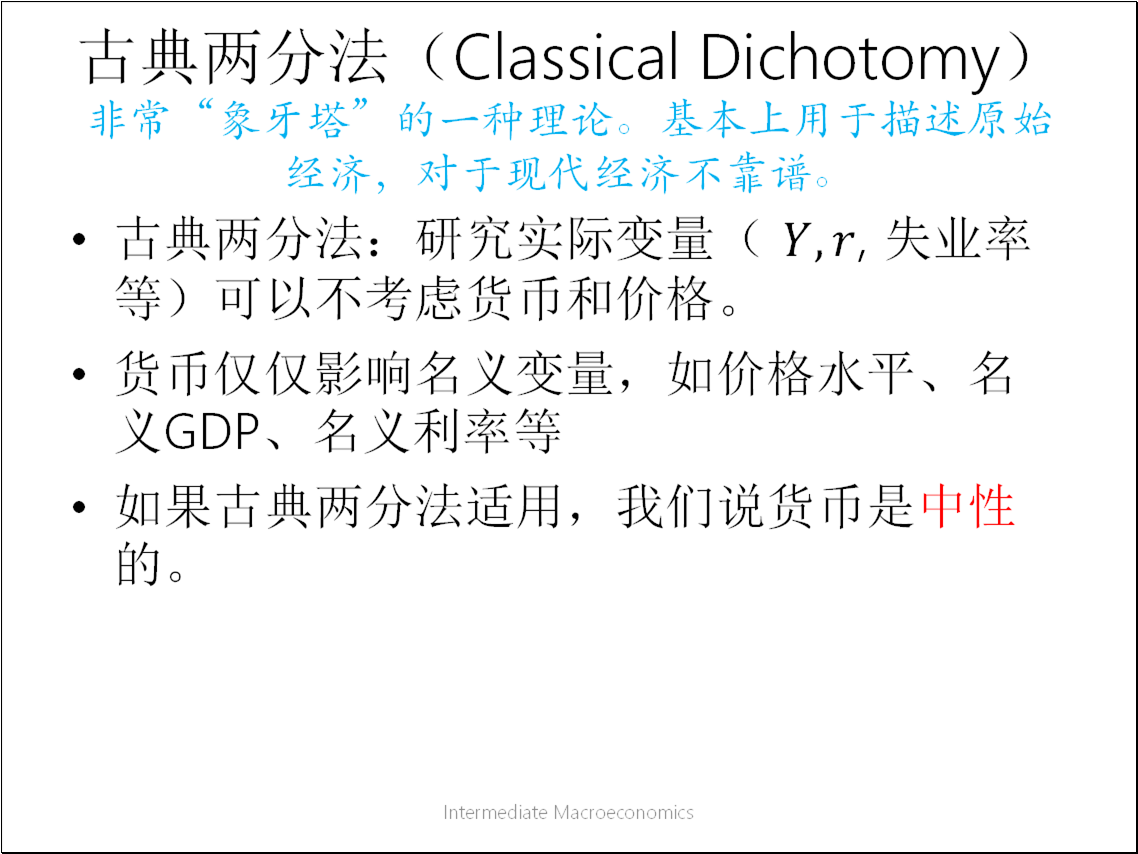 古典两分法（Classical Dichotomy）
非常“象牙塔”的一种理论。基本上用于描述原始
经济，对于现代经济不靠谱。
• 古典两分法：研究实际变量（ Y,r, 失业率
等）可以不考虑货币和价格。
• 货币仅仅影响名义变量，如价格水平、名
义GDP、名义利率等
• 如果古典两分法适用，我们说货币是中性
的。
Intermediate Macroeconomics